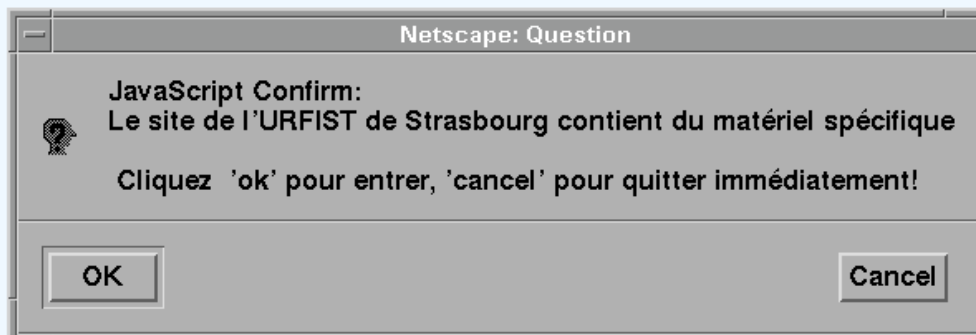 Netscape: Question
JavaScript Confirm:
Le site de l'URFIST de Strasbourg contient du matériel spécifique
Cliquez 'ok' pour entrer, 'cancel' pour quitter immédiatement!
OK
Cancel